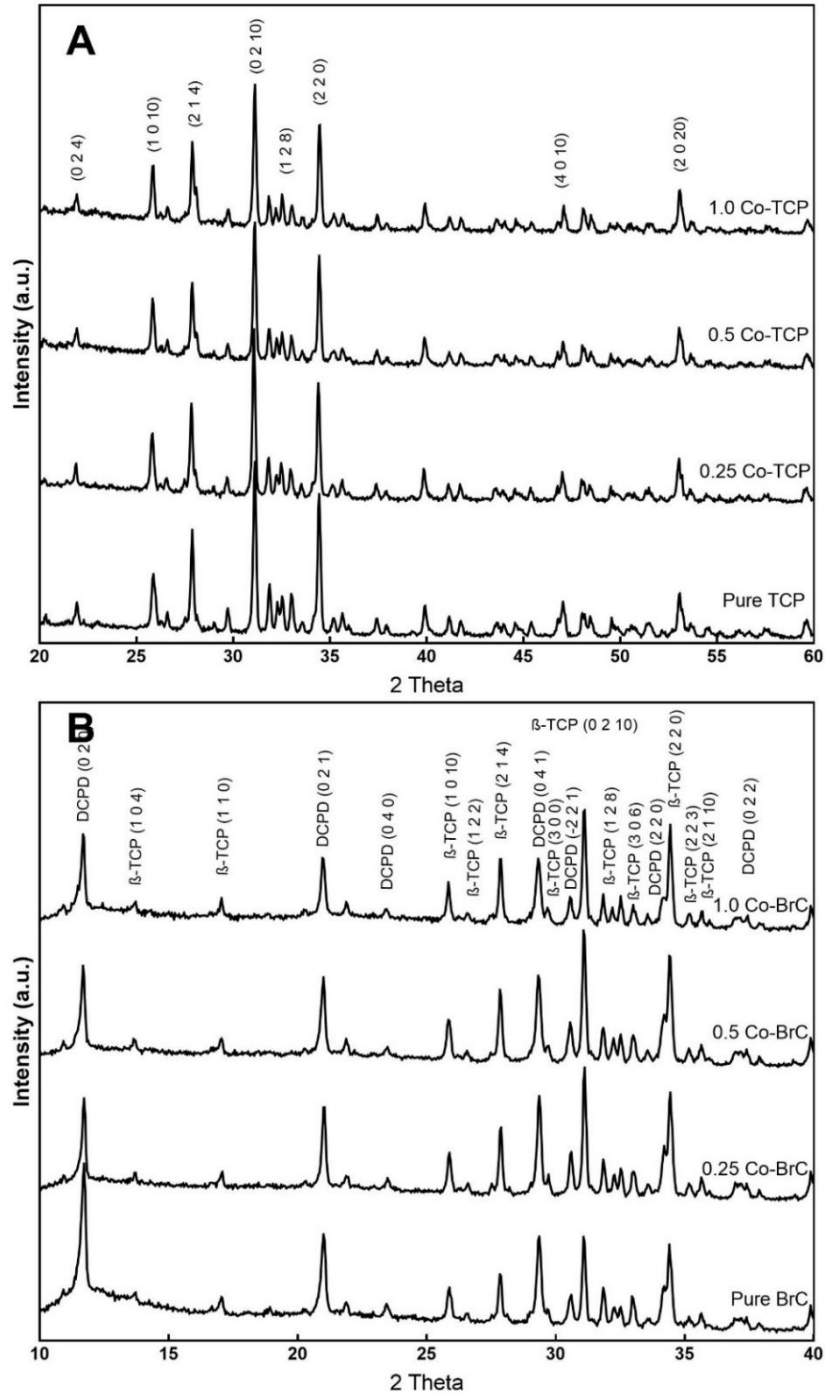 A
(0 2 4)
(1 0 10)
(2 1 4)
(0 2 10)
(1 2 8)
(2 2 0)
(4 0 10)
(2 0 20)
1.0 Co-TCP
0.5 Co-TCP
0.25 Co-TCP
Pure TCP
Intensity (a.u.)
20 25 30 35 40 45 50 55 60
2 Theta
B
DCPD (0 2 0)
ß-TCP (1 0 4)
ß-TCP (1 1 0)
DCPD (0 2 1)
DCPD (0 4 0)
ß-TCP (1 0 10)
ß-TCP (1 2 2)
ß-TCP (2 1 4)
DCPD (0 4 1)
ß-TCP (3 0 0)
DCPD (-2 2 1)
ß-TCP (0 2 10)
ß-TCP (1 2 8)
ß-TCP (3 0 6)
DCPD (2 2 0)
ß-TCP (2 2 0)
ß-TCP (2 2 3)
ß-TCP (2 1 10)
DCPD (0 2 2)
1.0 Co-BrC
0.5 Co-BrC
0.25 Co-BrC
Pure BrC
Intensity (a.u.)
10 15 20 25 30 35 40
2 Theta